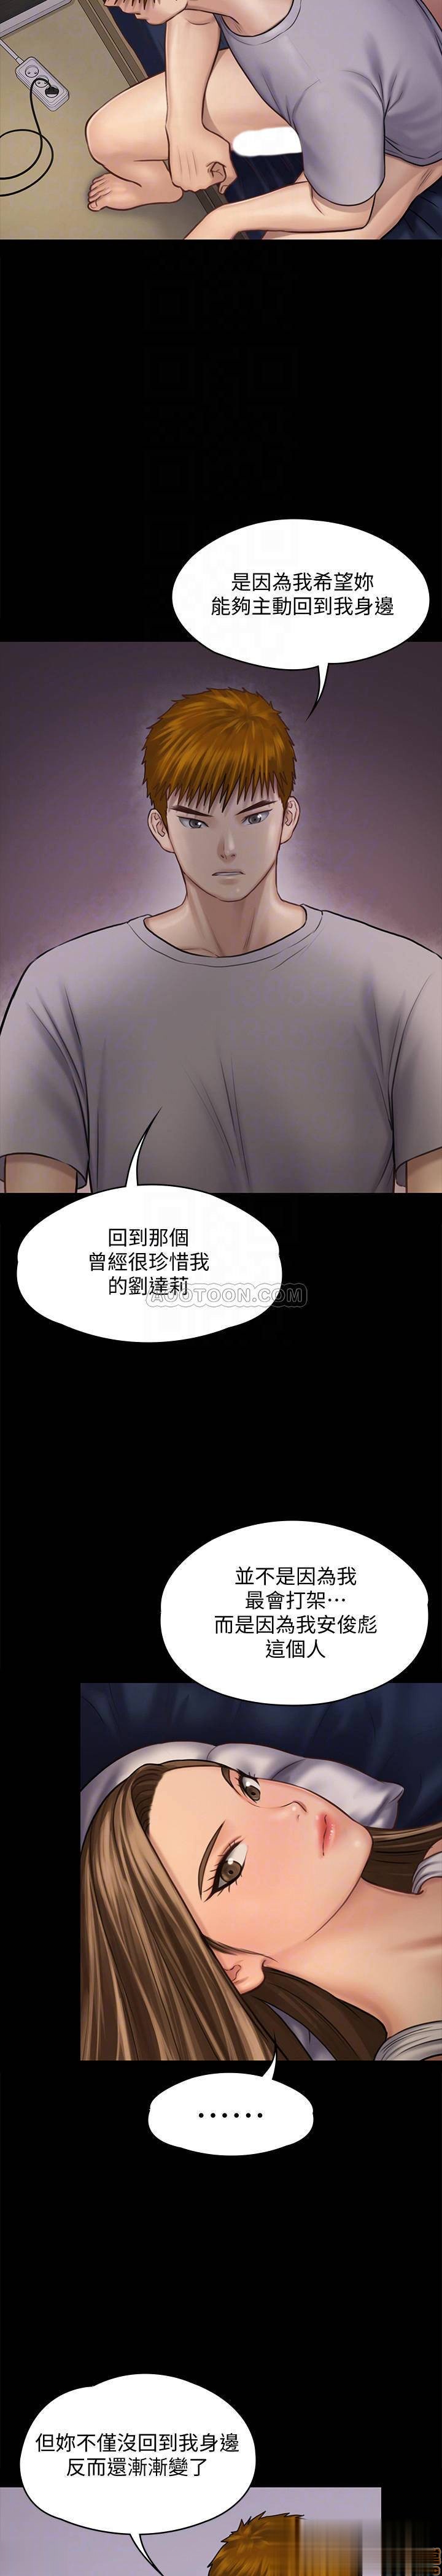 是因為我希望妳
能夠主動回到我身邊
回到那個
曾經很珍惜我
的劉達莉
AOOTOON.COM
並不是因為我
最會打架…
而是因為我安俊彪
這個人
······
但妳不僅沒回到我身邊
反而還漸漸變了